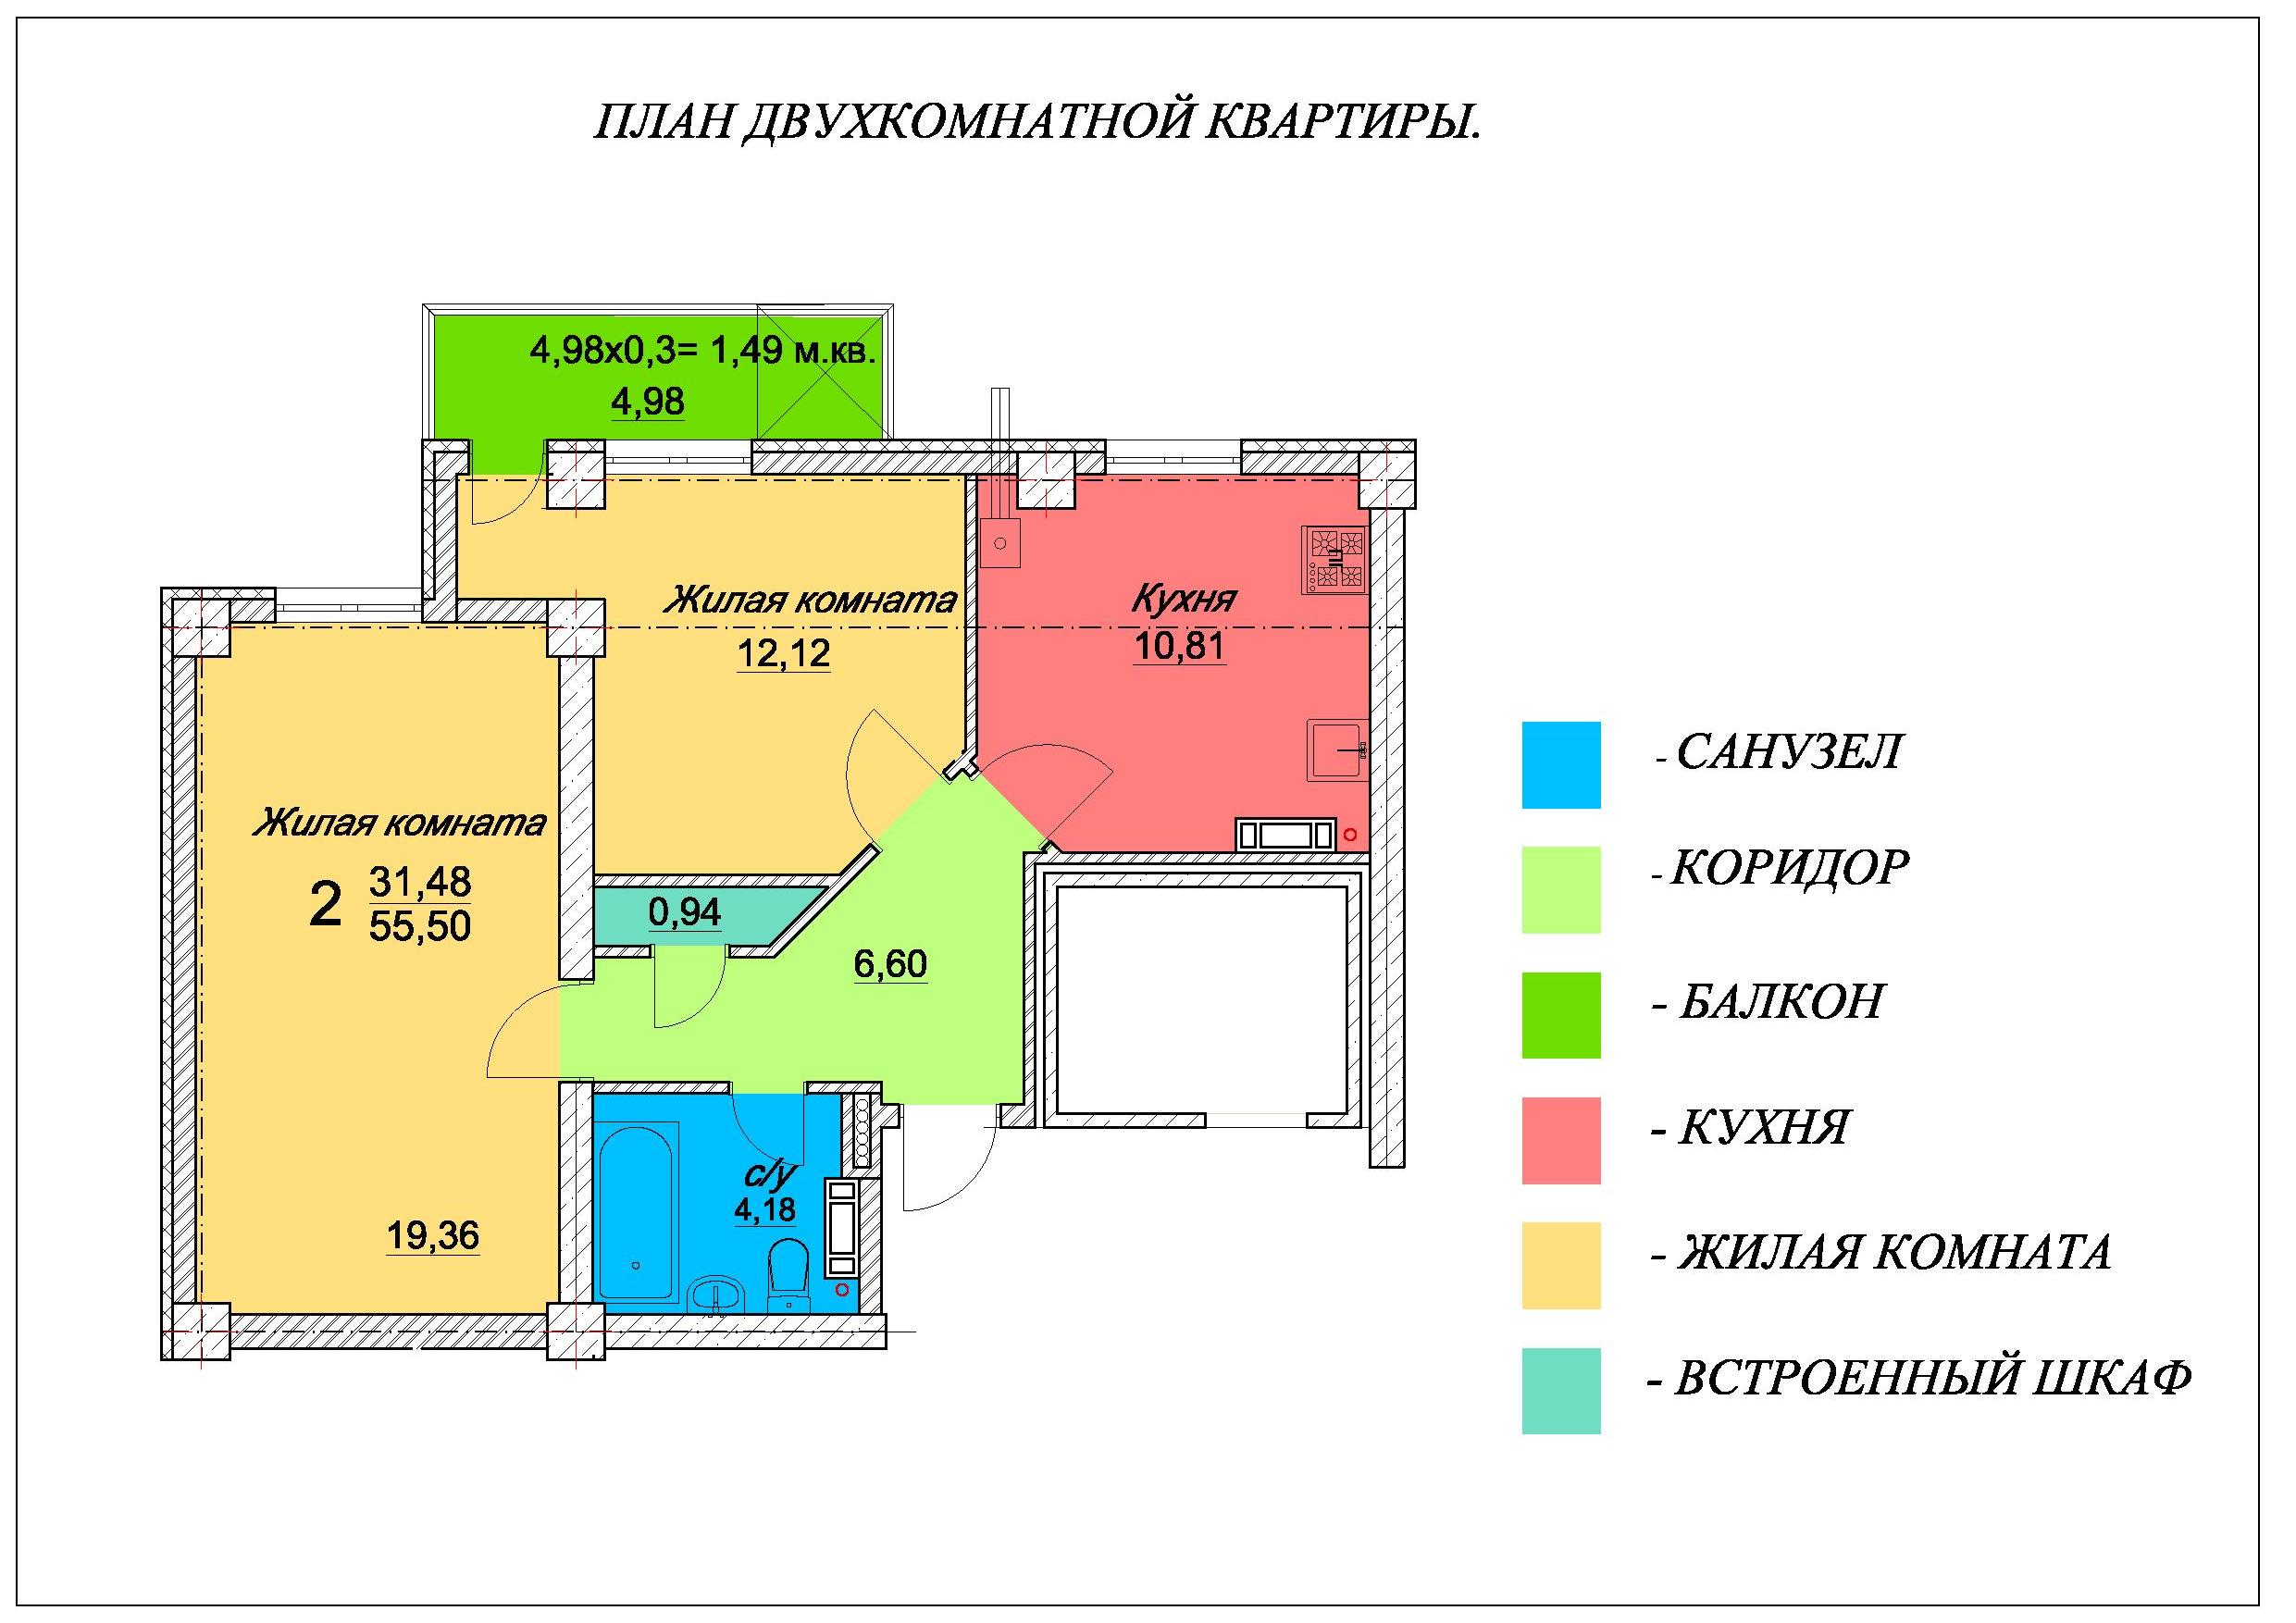 ПЛАН ДВУХКОМНАТНОЙ КВАРТИРЫ.
4,98х0,3= 1,49 м.кв.
4,98
Жилая комната
12,12
Кухня
10,81
Жилая комната
2
31,48
55,50
19,36
0,94
6,60
с/у
4,18
- САНУЗЕЛ
- КОРИДОР
- БАЛКОН
- КУХНЯ
- ЖИЛАЯ КОМНАТА
- ВСТРОЕННЫЙ ШКАФ